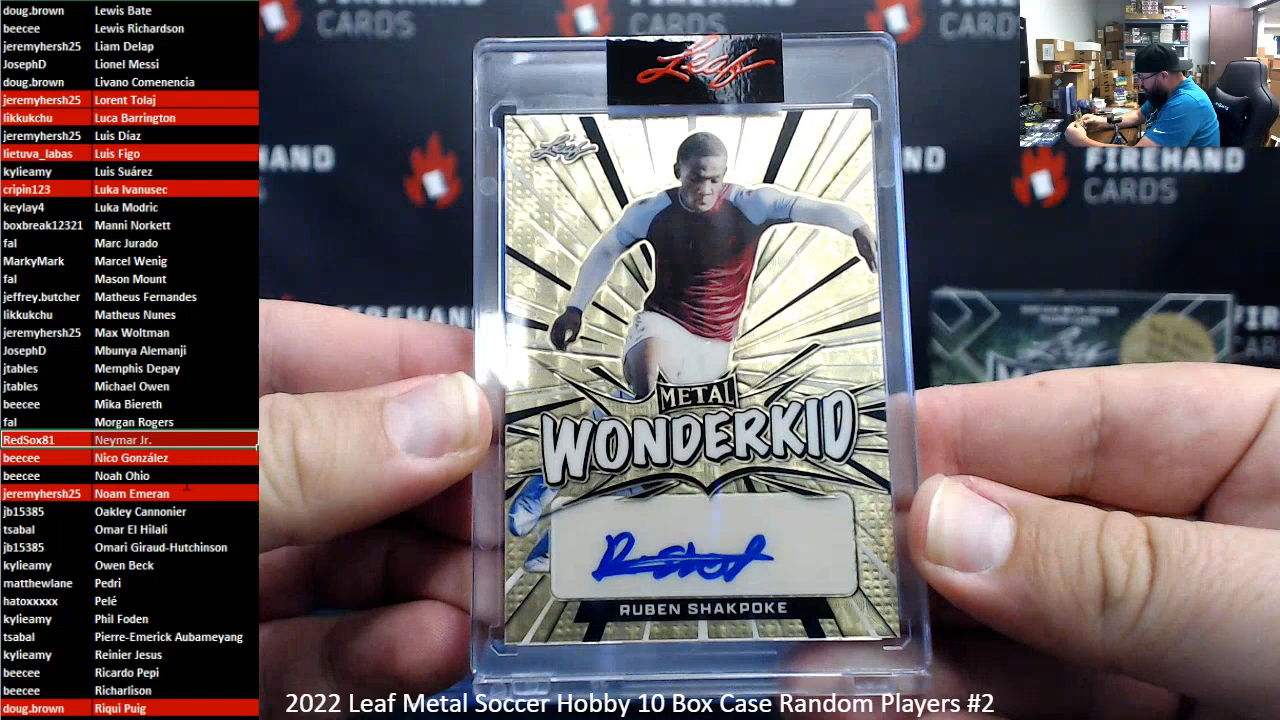 doug.brown Lewis Bate
beecee Lewis Richardson
jeremyhersh25 Liam Delap
JosephD Lionel Messi
doug.brown Livano Comenencia
jeremyhersh25 Lorent Tolaj
likkukchu Luca Barrington
jeremyhersh25 Luis Díaz
lietuva_labas Luis Figo
kylieamy Luis Suárez
cripin123 Luka Ivanusec
keylay4 Luka Modric
boxbreak12321 Manni Norkett
fal Marc Jurado
MarkyMark Marcel Wenig
fal Mason Mount
jeffrey.butcher Matheus Fernandes
likkukchu Matheus Nunes
jeremyhersh25 Max Woltman
JosephD Mbunya Alemanji
jtables Memphis Depay
jtables Michael Owen
beecee Mika Biereth
fal Morgan Rogers
RedSox81 Neymar Jr.
beecee Nico González
beecee Noah Ohio
jeremyhersh25 Noam Emeran
jb15385 Oakley Cannonier
tsabal Omar El Hilali
jb15385 Omari Giraud-Hutchinson
kylieamy Owen Beck
matthewlane Pedri
hatoxxxxx Pelé
kylieamy Phil Foden
tsabal Pierre-Emerick Aubameyang
kylieamy Reinier Jesus
beecee Ricardo Pepi
beecee Richarlison
doug.brown Riqui Puig
FIREHAND
CARDS
Leaf
Leaf
METAL
WONDERKID
RUBEN SHAKPOKE
2022 Leaf Metal Soccer Hobby 10 Box Case Random Players #2